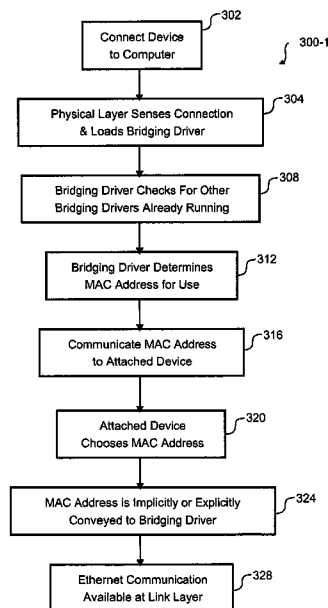 302
Connect Device
to Computer
300-1
304
Physical Layer Senses Connection
& Loads Bridging Driver
308
Bridging Driver Checks For Other
Bridging Drivers Already Running
312
Bridging Driver Determines
MAC Address for Use
316
Communicate MAC Address
to Attached Device
320
Attached Device
Chooses MAC Address
324
MAC Address is Implicitly or Explicitly
Conveyed to Bridging Driver
328
Ethernet Communication
Available at Link Layer